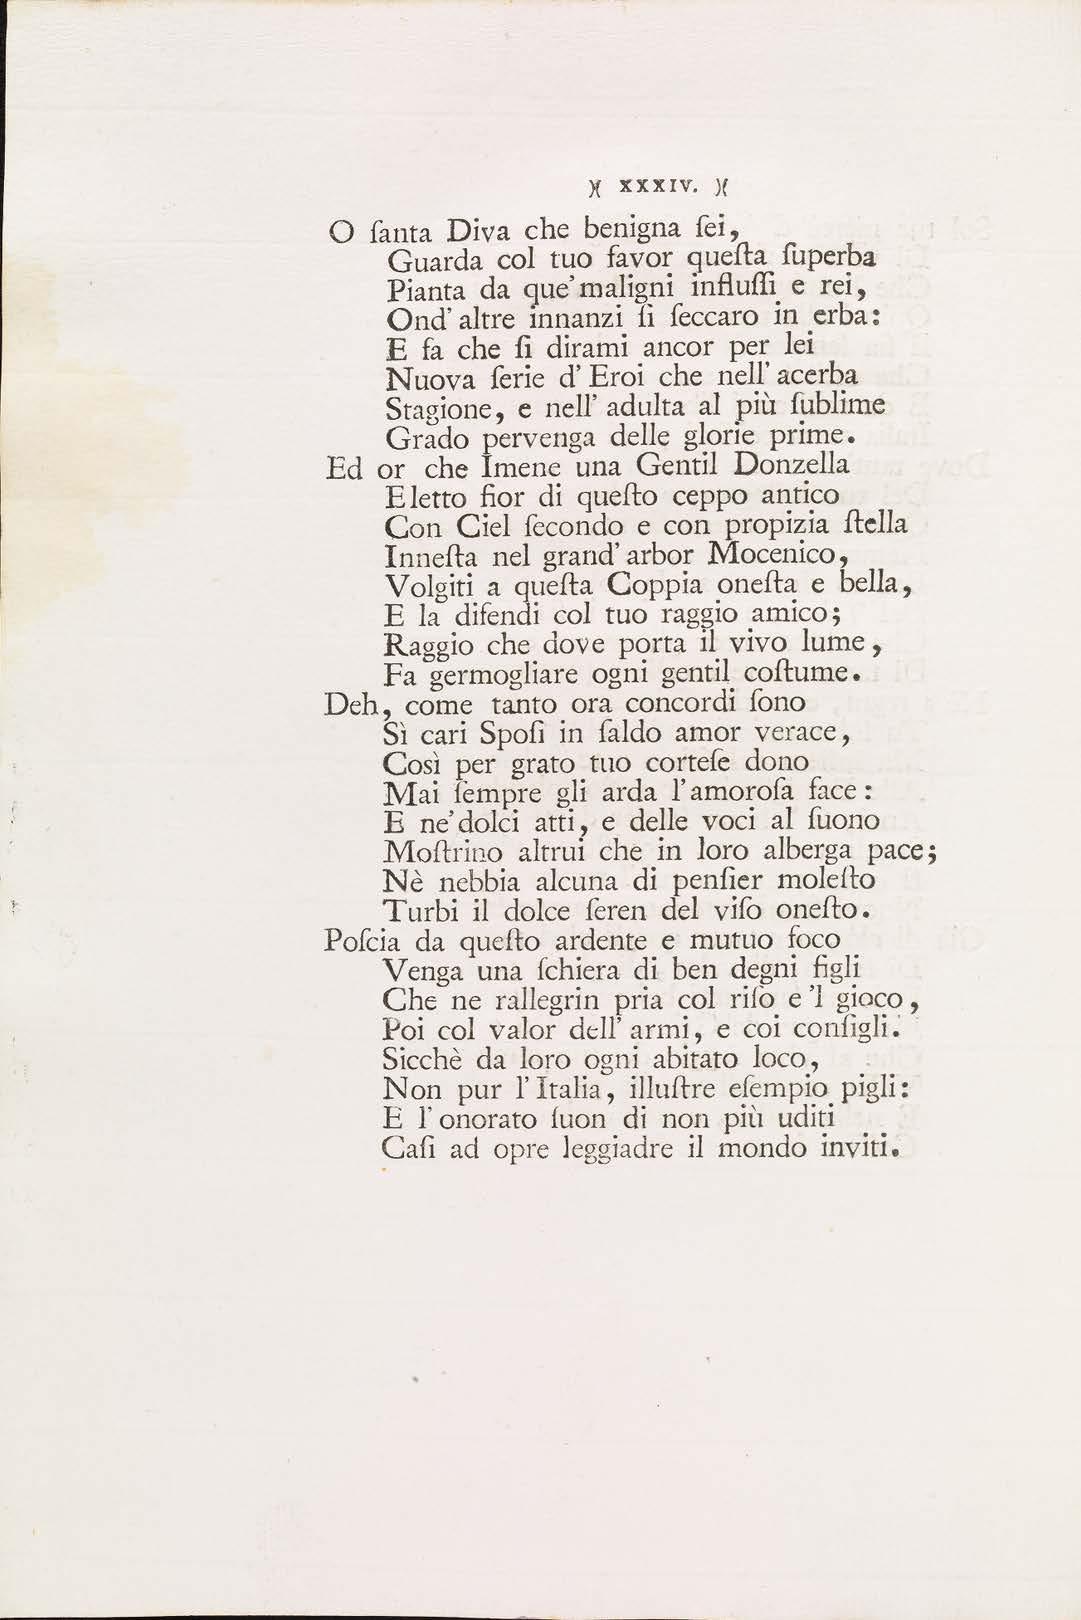 )( XXXIV. )(
O ſanta Diva che benigna ſei,
Guarda col tuo favor queſta ſuperba
Pianta da que' maligni influſſi e rei,
Ond' altre innanzi ſi ſeccaro in erba:
E fa che ſi dirami ancor per lei
Nuova ſerie d' Eroi che nell' acerba
Stagione, e nell' adulta al più ſublime
Grado pervenga delle glorie prime.
Ed or che Imene una Gentil Donzella
Eletto fior di queſto ceppo antico
Con Ciel ſecondo e con propizia ſtella
Inneſta nel grand' arbor Mocenico,
Volgiti a queſta Coppia oneſta e bella,
E la difendi col tuo raggio amico;
Raggio che dove porta il vivo lume,
Fa germogliare ogni gentil coſtume.
Deh, come tanto ora concordi ſono
Sì cari Spoſi in ſaldo amor verace,
Così per grato tuo corteſe dono
Mai ſempre gli arda l'amoroſa face:
E ne' dolci atti, e delle voci al ſuono
Moſtrino altrui che in loro alberga pace;
Nè nebbia alcuna di penſier moleſto
Turbi il dolce ſeren del viſo oneſto.
Poſcia da queſto ardente e mutuo foco
Venga una ſchiera di ben degni figli
Che ne rallegrin pria col riſo e 'l gioco,
Poi col valor dell' armi, e coi conſigli.
Sicchè da loro ogni abitato loco,
Non pur l'Italia, illuſtre eſempio pigli:
E l' onorato ſuon di non più uditi
Caſi ad opre leggiadre il mondo inviti.